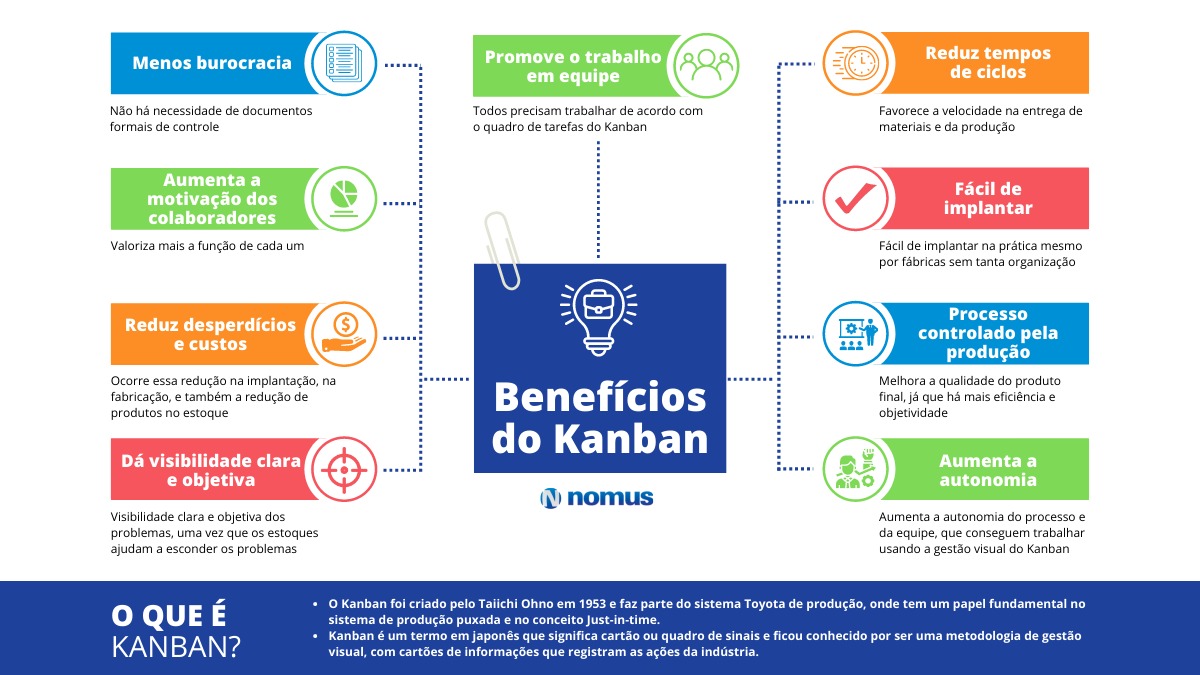 Menos burocracia
Não há necessidade de documentos
formais de controle
Aumenta a
motivação dos
colaboradores
Valoriza mais a função de cada um
Reduz desperdícios
e custos
Ocorre essa redução na implantação, na
fabricação, e também a redução de
produtos no estoque
Dá visibilidade clara
e objetiva
Visibilidade clara e objetiva dos
problemas, uma vez que os estoques
ajudam a esconder os problemas
Promove o trabalho
em equipe
Todos precisam trabalhar de acordo com
o quadro de tarefas do Kanban
Benefícios
do Kanban
N nomus
Reduz tempos
de ciclos
Favorece a velocidade na entrega de
materiais e da produção
Fácil de
implantar
Fácil de implantar na prática mesmo
por fábricas sem tanta organização
Processo
controlado pela
produção
Melhora a qualidade do produto
final, já que há mais eficiência e
objetividade
Aumenta a
autonomia
Aumenta a autonomia do processo e
da equipe, que conseguem trabalhar
usando a gestão visual do Kanban
O QUE É
KANBAN?
• O Kanban foi criado pelo Taiichi Ohno em 1953 e faz parte do sistema Toyota de produção, onde tem um papel fundamental no
sistema de produção puxada e no conceito Just-in-time.
• Kanban é um termo em japonês que significa cartão ou quadro de sinais e ficou conhecido por ser uma metodologia de gestão
visual, com cartões de informações que registram as ações da indústria.